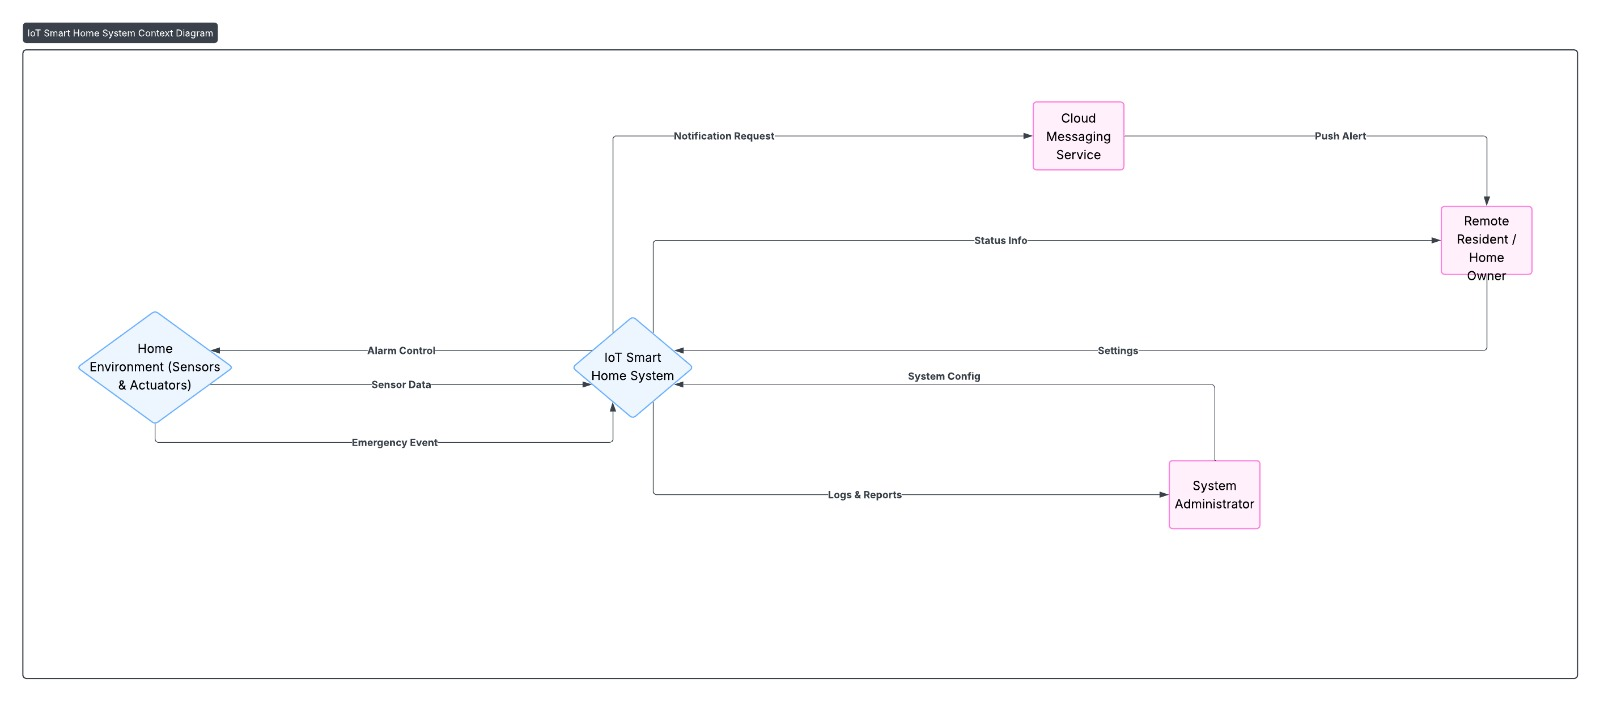 IoT Smart Home System Context Diagram
Cloud
Messaging
Service
Notification Request
Push Alert
Remote
Resident /
Home
Owner
Status Info
Home
Environment (Sensors
& Actuators)
Alarm Control
IoT Smart
Home System
Settings
System Config
Sensor Data
Emergency Event
System
Administrator
Logs & Reports